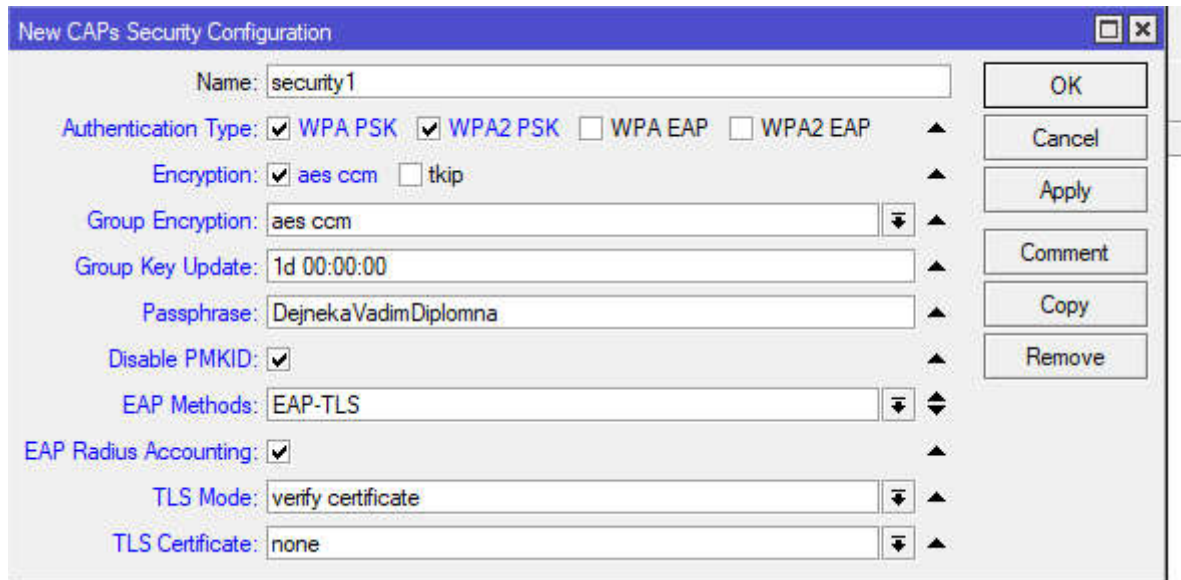 New CAPs Security Configuration
Name: security1
OK
Authentication Type: WPA PSK WPA2 PSK WPA EAP WPA2 EAP
Cancel
Encryption: aes ccm tkip
Apply
Group Encryption: aes ccm
Group Key Update: 1d 00:00:00
Comment
Passphrase: DejnekaVadimDiplomna
Copy
Disable PMKID:
Remove
EAP Methods: EAP-TLS
EAP Radius Accounting:
TLS Mode: verify certificate
TLS Certificate: none